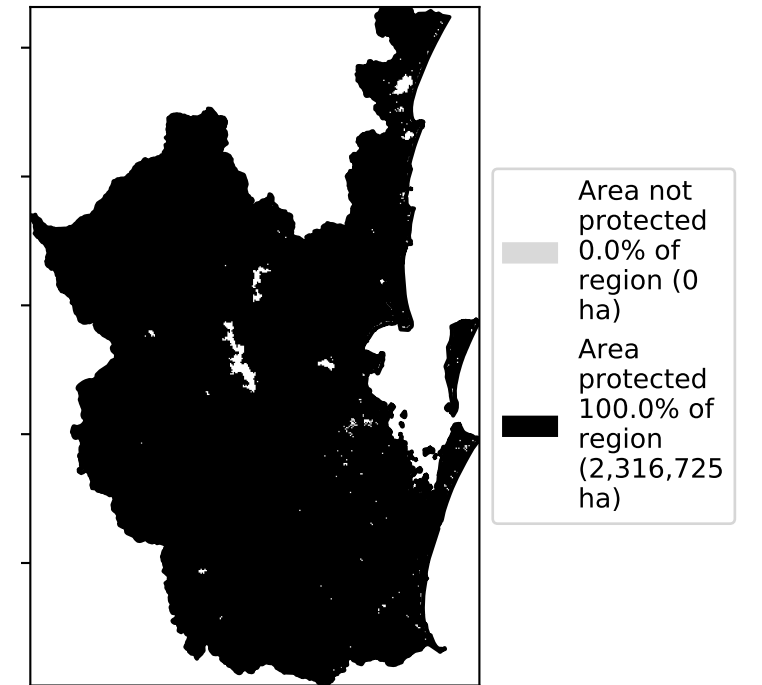 Area not
protected
0.0% of
region (0
ha)
Area
protected
100.0% of
region
(2,316,725
ha)